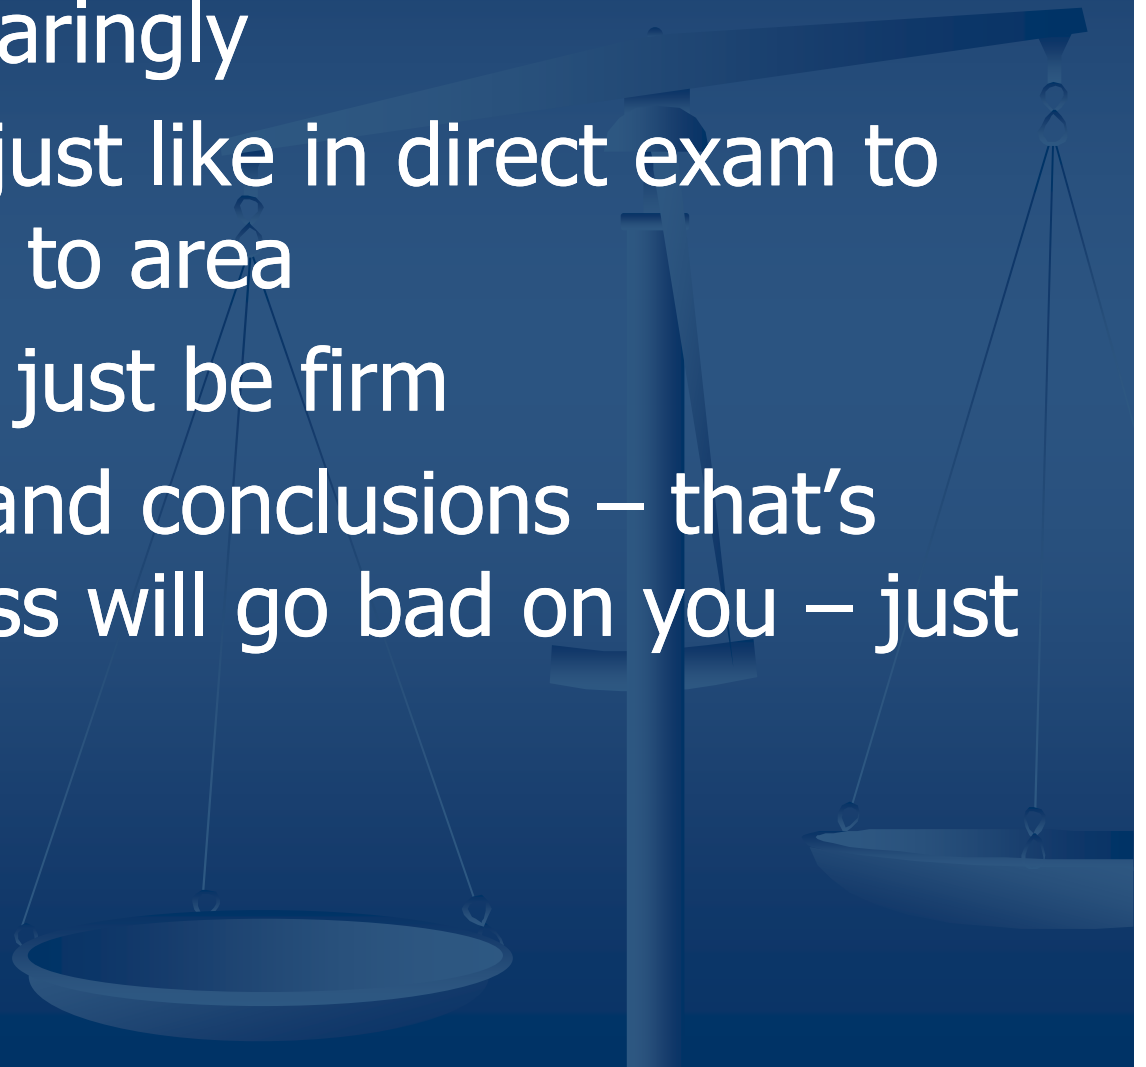 aringly
just like in direct exam to
to area
just be firm
and conclusions – that’s
ss will go bad on you – just